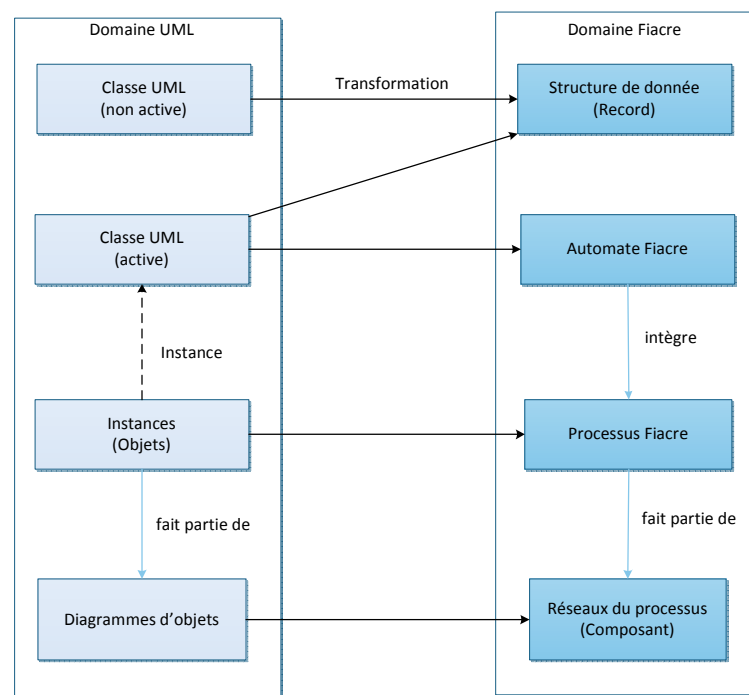 Domaine UML
Domaine Fiacre
Classe UML
(non active)
Transformation
Structure de donnée
(Record)
Classe UML
(active)
Automate Fiacre
Instance
intègre
Instances
(Objets)
Processus Fiacre
fait partie de
fait partie de
Diagrammes d'objets
Réseaux du processus
(Composant)